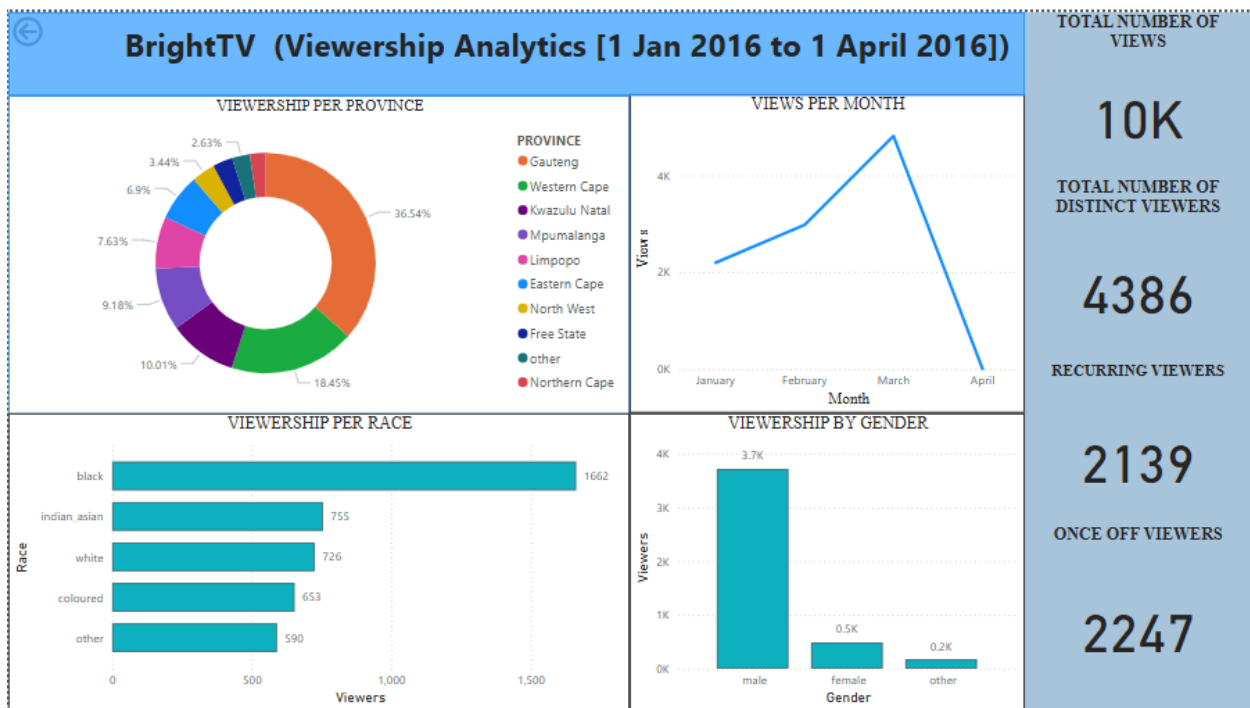 BrightTV (Viewership Analytics [1 Jan 2016 to 1 April 2016])
TOTAL NUMBER OF
VIEWS
10K
TOTAL NUMBER OF
DISTINCT VIEWERS
4386
RECURRING VIEWERS
2139
ONCE OFF VIEWERS
2247
VIEWERSHIP PER PROVINCE
2.63%
3.44%
6.9%
7.63%
9.18%
10.01%
18.45%
36.54%
PROVINCE
Gauteng
Western Cape
Kwazulu Natal
Mpumalanga
Limpopo
Eastern Cape
North West
Free State
other
Northern Cape
VIEWS PER MONTH
Views
4K
2K
0K
January February March April
Month
VIEWERSHIP PER RACE
Race
black 1662
indian_asian 755
white 726
coloured 653
other 590
0 500 1,000 1,500
Viewers
VIEWERSHIP BY GENDER
Viewers
4K
3K
2K
1K
0K
3.7K
0.5K
0.2K
male female other
Gender